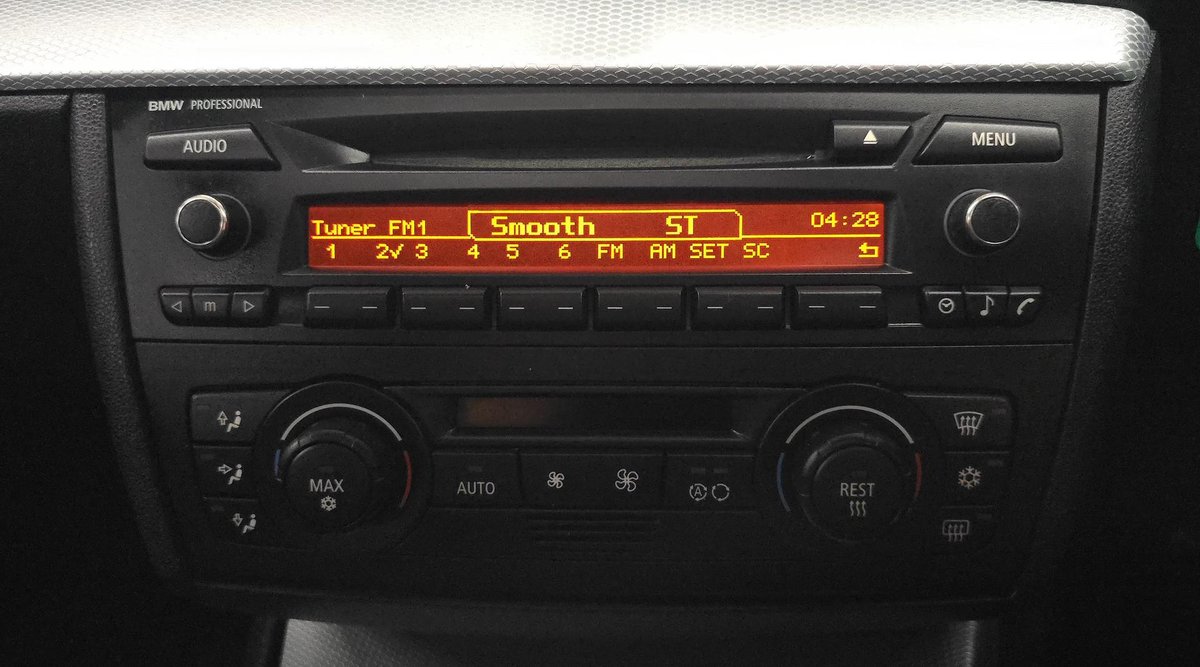 BMW PROFESSIONAL
AUDIO
MENU
Tuner FM1 Smooth ST 04:28
1 2√ 3 4 5 6 FM AM SET SC
m
MAX
AUTO
A
REST